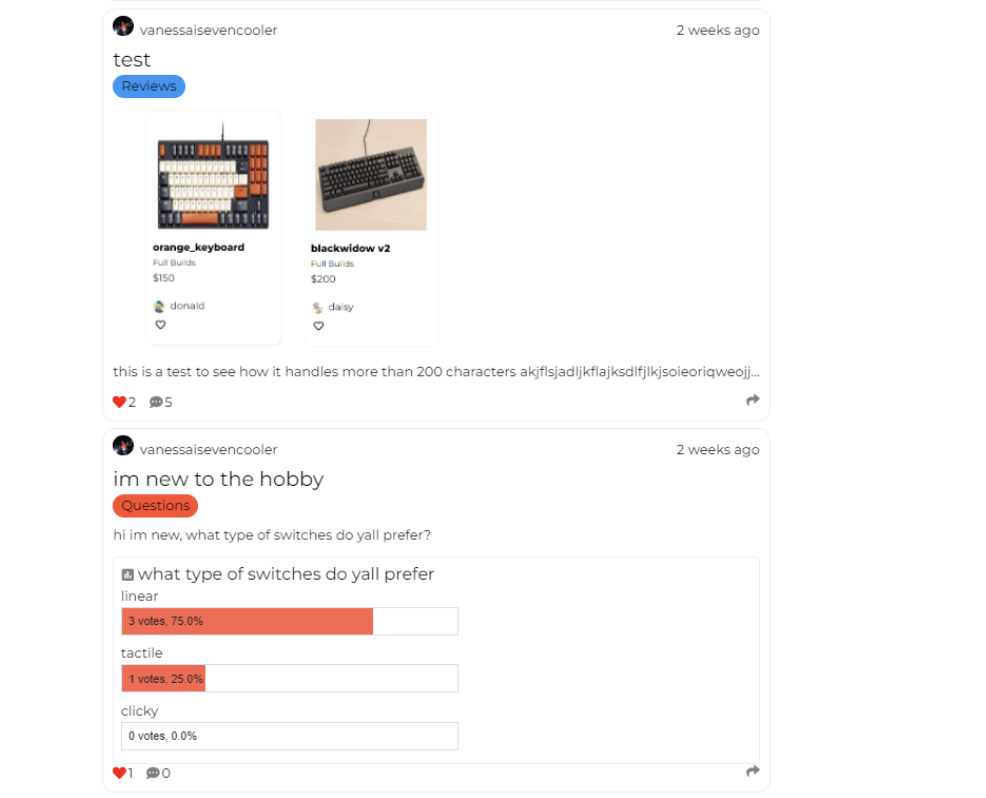 vanessaisevencooler 2 weeks ago
test
Reviews
orange_keyboard
Full Builds
$150
donald
blackwidow v2
Full Builds
$200
daisy
this is a test to see how it handles more than 200 characters akjflsjadljkflajksdlfjlkjsoieoriqweojj...
2 5
vanessaisevencooler 2 weeks ago
im new to the hobby
Questions
hi im new, what type of switches do yall prefer?
what type of switches do yall prefer
linear
3 votes, 75.0%
tactile
1 votes, 25.0%
clicky
0 votes, 0.0%
1 0